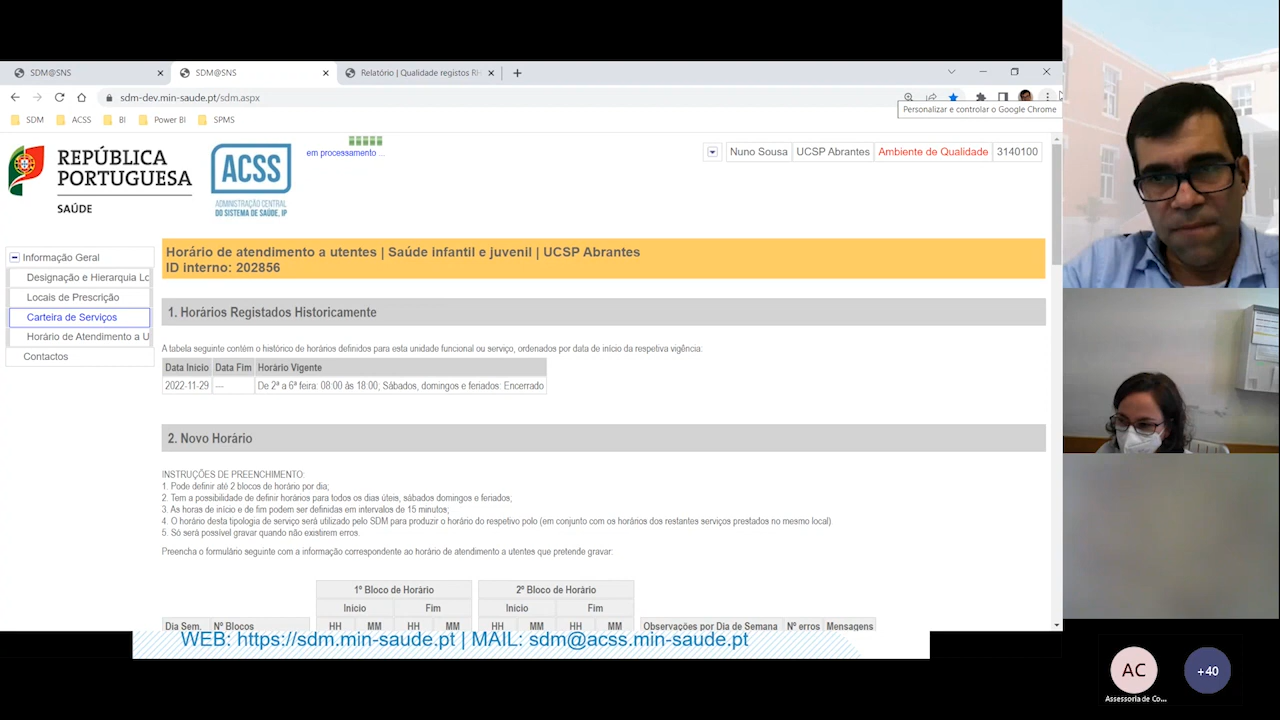 SDM@SNS
SDM@SNS
Relatório | Qualidade registos RH
sdm-dev.min-saude.pt/sdm.aspx
Personalizar e controlar o Google Chrome
SDM
ACSS
BI
Power BI
SPMS
REPÚBLICA
PORTUGUESA
SAÚDE
ACSS
ADMINISTRAÇÃO CENTRAL
DO SISTEMA DE SAÚDE, IP
em processamento ...
Nuno Sousa
UCSP Abrantes
Ambiente de Qualidade
3140100
Informação Geral
Designação e Hierarquia Lo
Locais de Prescrição
Carteira de Serviços
Horário de Atendimento a U
Contactos
Horário de atendimento a utentes | Saúde infantil e juvenil | UCSP Abrantes
ID interno: 202856
1. Horários Registados Historicamente
A tabela seguinte contém o histórico de horários definidos para esta unidade funcional ou serviço, ordenados por data de início da respetiva vigência:
Data Início Data Fim Horário Vigente
2022-11-29 --- De 2ª a 6ª feira: 08:00 às 18:00; Sábados, domingos e feriados: Encerrado
2. Novo Horário
INSTRUÇÕES DE PREENCHIMENTO:
1. Pode definir até 2 blocos de horário por dia;
2. Tem a possibilidade de definir horários para todos os dias úteis, sábados domingos e feriados;
3. As horas de início e de fim podem ser definidas em intervalos de 15 minutos;
4. O horário desta tipologia de serviço será utilizado pelo SDM para produzir o horário do respetivo polo (em conjunto com os horários dos restantes serviços prestados no mesmo local)
5. Só será possível gravar quando não existirem erros.
Preencha o formulário seguinte com a informação correspondente ao horário de atendimento a utentes que pretende gravar:
1º Bloco de Horário 2º Bloco de Horário
Início Fim Início Fim
Dia Sem. Nº Blocos HH MM HH MM HH MM HH MM Observações por Dia de Semana Nº erros Mensagens
WEB: https://sdm.min-saude.pt | MAIL: sdm@acss.min-saude.pt
AC
+40
Assessoria de Co...